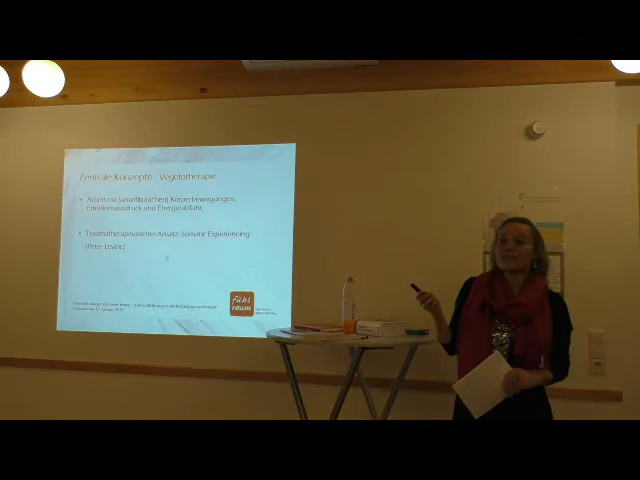 Zentrale Konzepte - Vegetotherapie
• Arbeit mit (unwillkürlichen) Körperbewegungen,
Emotionsausdruck und Energieabfuhr.
• Traumatherapeutischer Ansatz: Somatic Experiencing
(Peter Levine)
fühl
raum